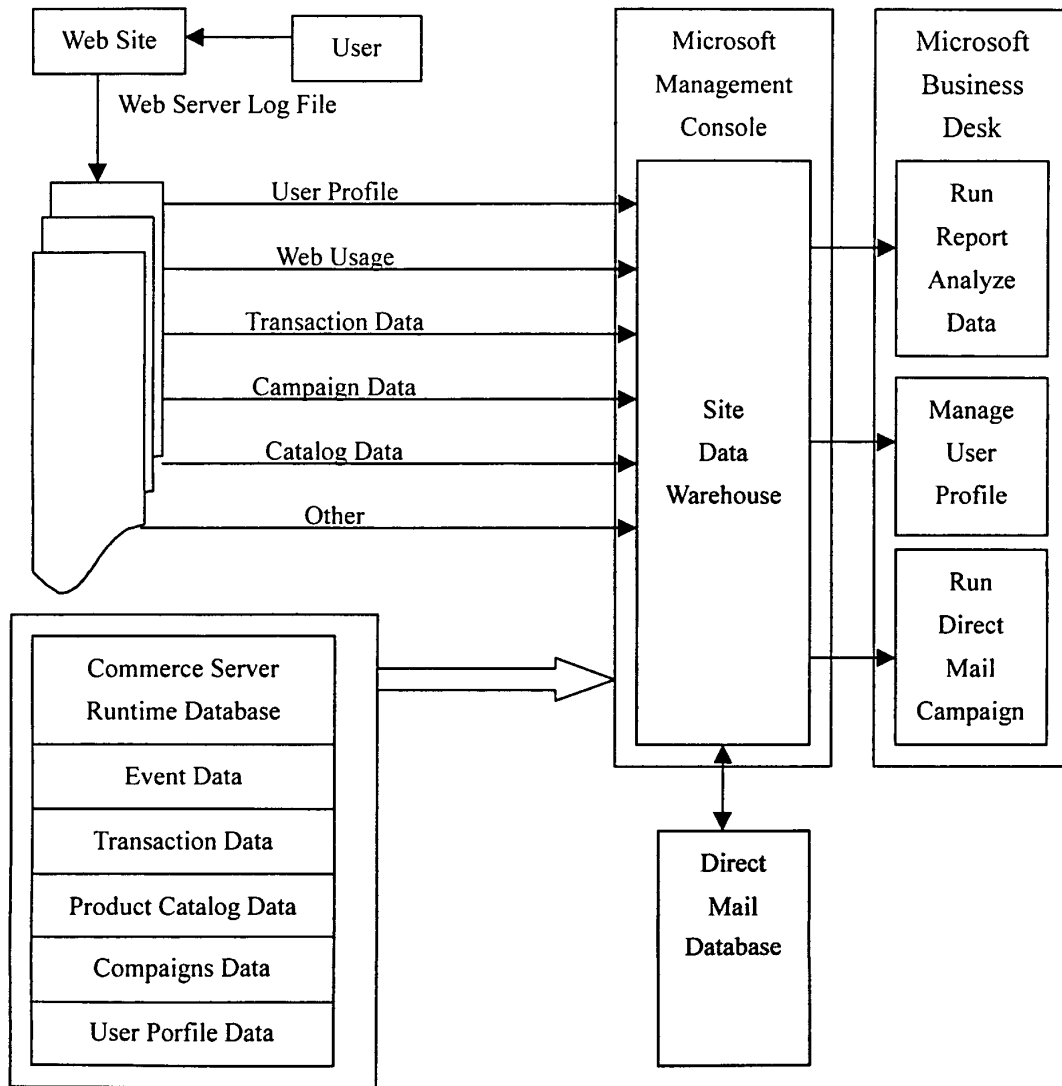 Web Site
User
Web Server Log File
User Profile
Web Usage
Transaction Data
Campaign Data
Catalog Data
Other
Commerce Server
Runtime Database
Event Data
Transaction Data
Product Catalog Data
Compaigns Data
User Porfile Data
Microsoft
Management
Console
Site
Data
Warehouse
Direct
Mail
Database
Microsoft
Business
Desk
Run
Report
Analyze
Data
Manage
User
Profile
Run
Direct
Mail
Campaign